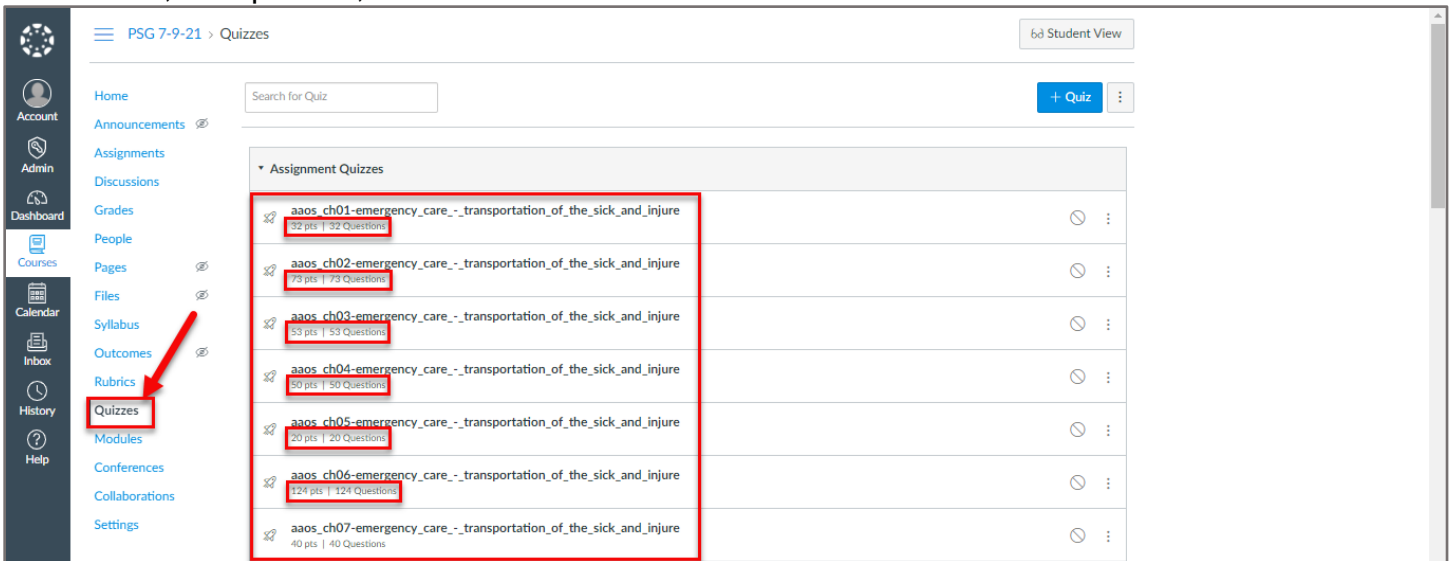 PSG 7-9-21 › Quizzes
Student View
Account
Admin
Dashboard
Courses
Calendar
Inbox
History
Help
Home
Announcements
Assignments
Discussions
Grades
People
Pages
Files
Syllabus
Outcomes
Rubrics
Quizzes
Modules
Conferences
Collaborations
Settings
Search for Quiz
+ Quiz
Assignment Quizzes
aaos_ch01-emergency_care_-_transportation_of_the_sick_and_injure
32 pts | 32 Questions
aaos_ch02-emergency_care_-_transportation_of_the_sick_and_injure
73 pts | 73 Questions
aaos_ch03-emergency_care_-_transportation_of_the_sick_and_injure
53 pts | 53 Questions
aaos_ch04-emergency_care_-_transportation_of_the_sick_and_injure
50 pts | 50 Questions
aaos_ch05-emergency_care_-_transportation_of_the_sick_and_injure
20 pts | 20 Questions
aaos_ch06-emergency_care_-_transportation_of_the_sick_and_injure
124 pts | 124 Questions
aaos_ch07-emergency_care_-_transportation_of_the_sick_and_injure
40 pts | 40 Questions